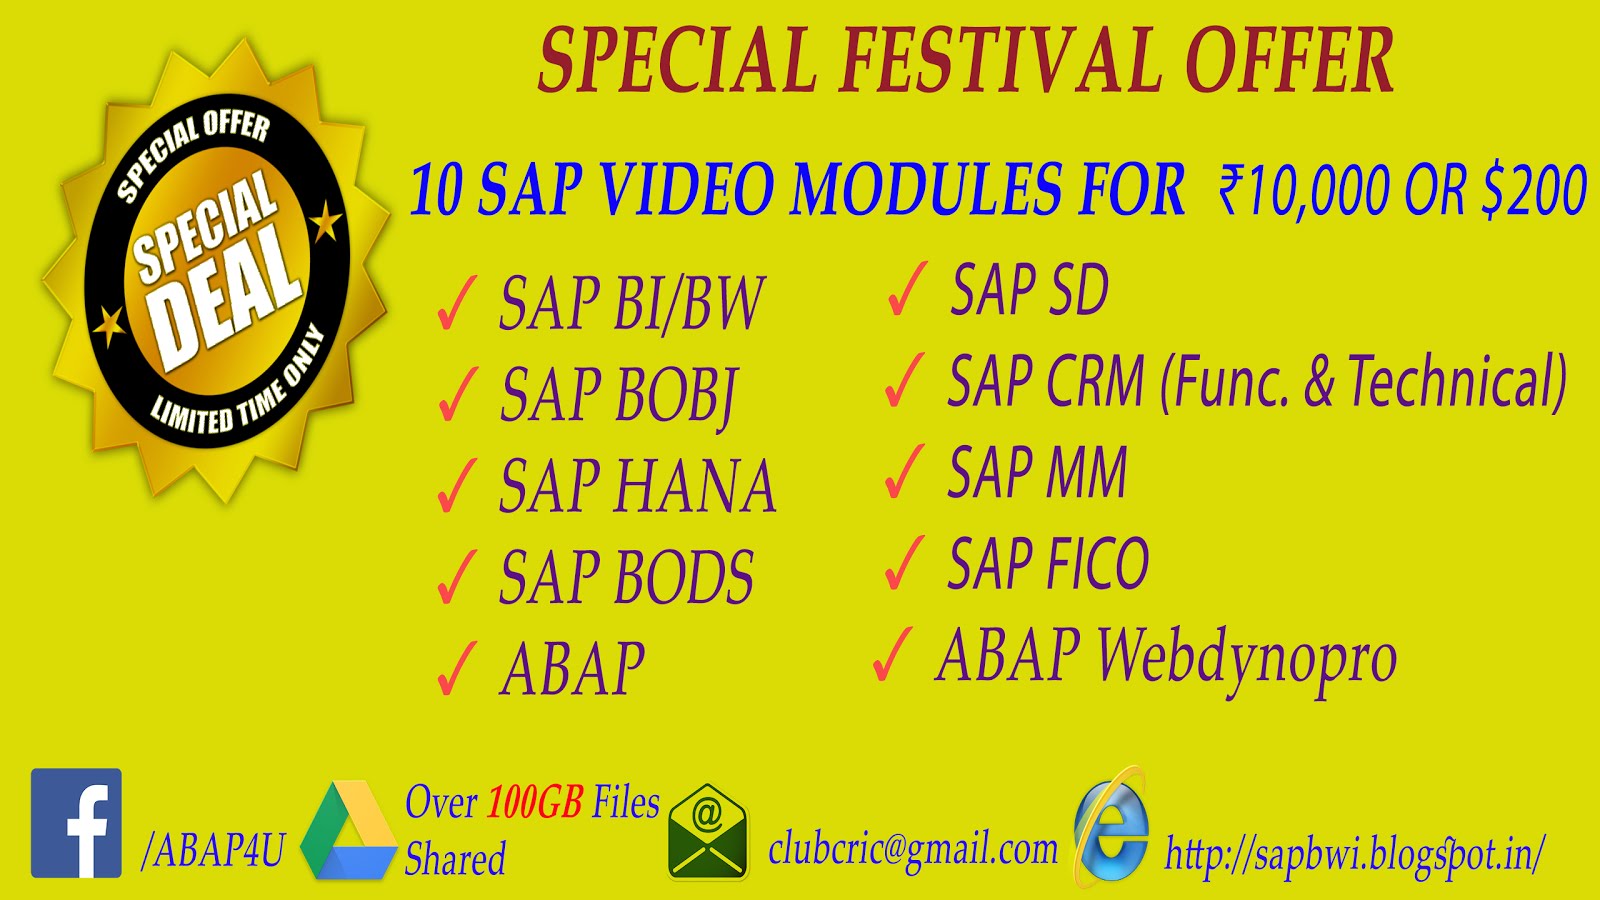 SPECIAL FESTIVAL OFFER
SPECIAL OFFER
SPECIAL
DEAL
LIMITED TIME ONLY
10 SAP VIDEO MODULES FOR ₹10,000 OR $200
✓ SAP BI/BW
✓ SAP BOBJ
✓ SAP HANA
✓ SAP BODS
✓ ABAP
✓ SAP SD
✓ SAP CRM (Func. & Technical)
✓ SAP MM
✓ SAP FICO
✓ ABAP Webdynopro
f
/ABAP4U
Over 100GB Files
Shared
@
clubcric@gmail.com
http://sapbwi.blogspot.in/